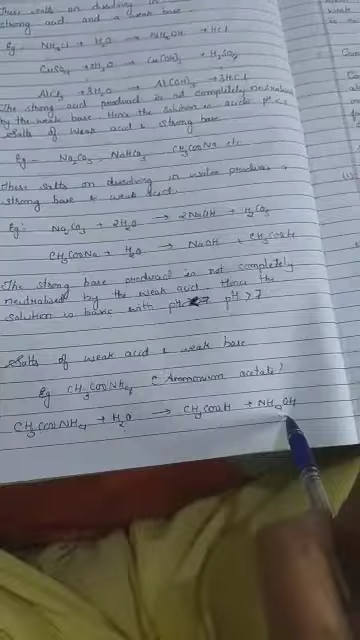 These salts on dissolving in
strong acid and a weak base.
Eg NH4Cl + H2O → NH4OH + HCl
CuSO4 + 2H2O → Cu(OH)2 + H2SO4
AlCl3 + 3H2O → Al(OH)3 + 3HCl
The strong acid produced is not completely neutralised
by the weak base. Hence the solution is acidic pH <
Salts of weak acid & strong base
Eg - Na2CO3, NaHCO3, CH3COONa etc
These salts on dissolving in water produces a
strong base & weak acid.
Eg: Na2CO3 + 2H2O → 2NaOH + H2CO3
CH3COONa + H2O → NaOH + CH3COOH
The strong base produced is not completely
neutralised by the weak acid. Hence the
solution is basic with pH > 7
Salts of weak acid & weak base
Eg CH3COONH4 (Ammonium acetate)
CH3COONH4 + H2O → CH3COOH + NH4OH